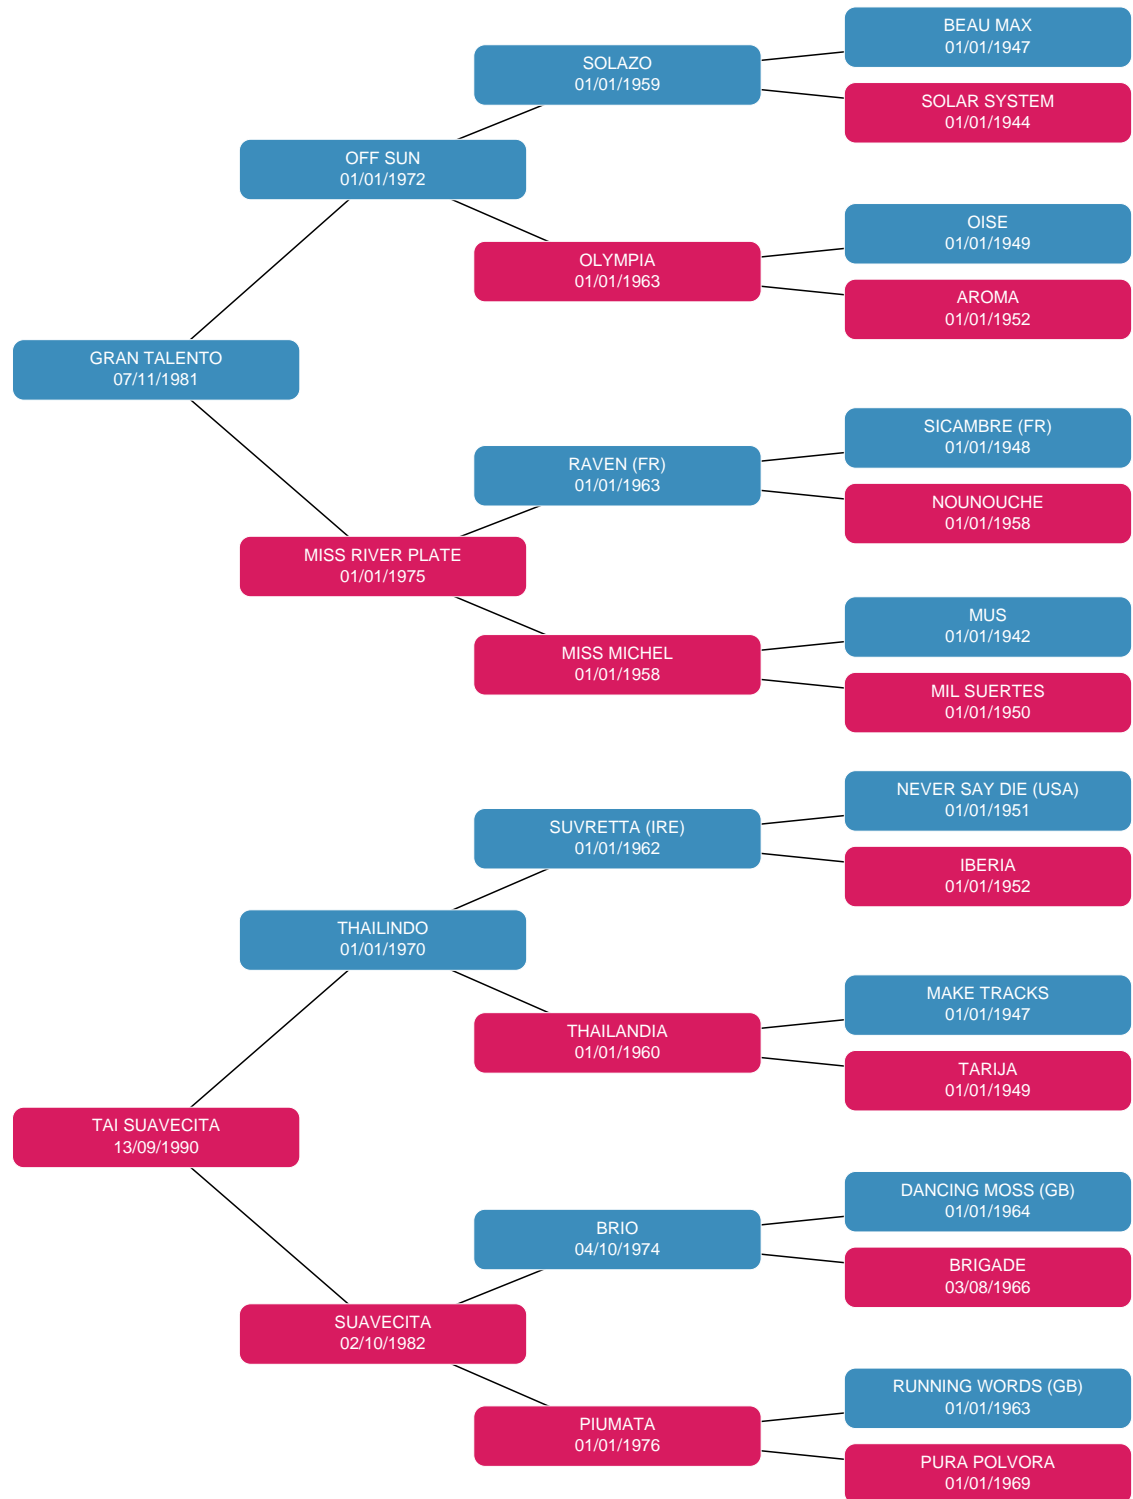 BEAU MAX
01/01/1947
SOLAZO
01/01/1959
SOLAR SYSTEM
01/01/1944
OFF SUN
01/01/1972
OISE
01/01/1949
OLYMPIA
01/01/1963
AROMA
01/01/1952
GRAN TALENTO
07/11/1981
SICAMBRE (FR)
01/01/1948
RAVEN (FR)
01/01/1963
NOUNOUCHE
01/01/1958
MISS RIVER PLATE
01/01/1975
MUS
01/01/1942
MISS MICHEL
01/01/1958
MIL SUERTES
01/01/1950
NEVER SAY DIE (USA)
01/01/1951
SUVRETTA (IRE)
01/01/1962
IBERIA
01/01/1952
THAILINDO
01/01/1970
MAKE TRACKS
01/01/1947
THAILANDIA
01/01/1960
TARIJA
01/01/1949
TAI SUAVECITA
13/09/1990
DANCING MOSS (GB)
01/01/1964
BRIO
04/10/1974
BRIGADE
03/08/1966
SUAVECITA
02/10/1982
RUNNING WORDS (GB)
01/01/1963
PIUMATA
01/01/1976
PURA POLVORA
01/01/1969